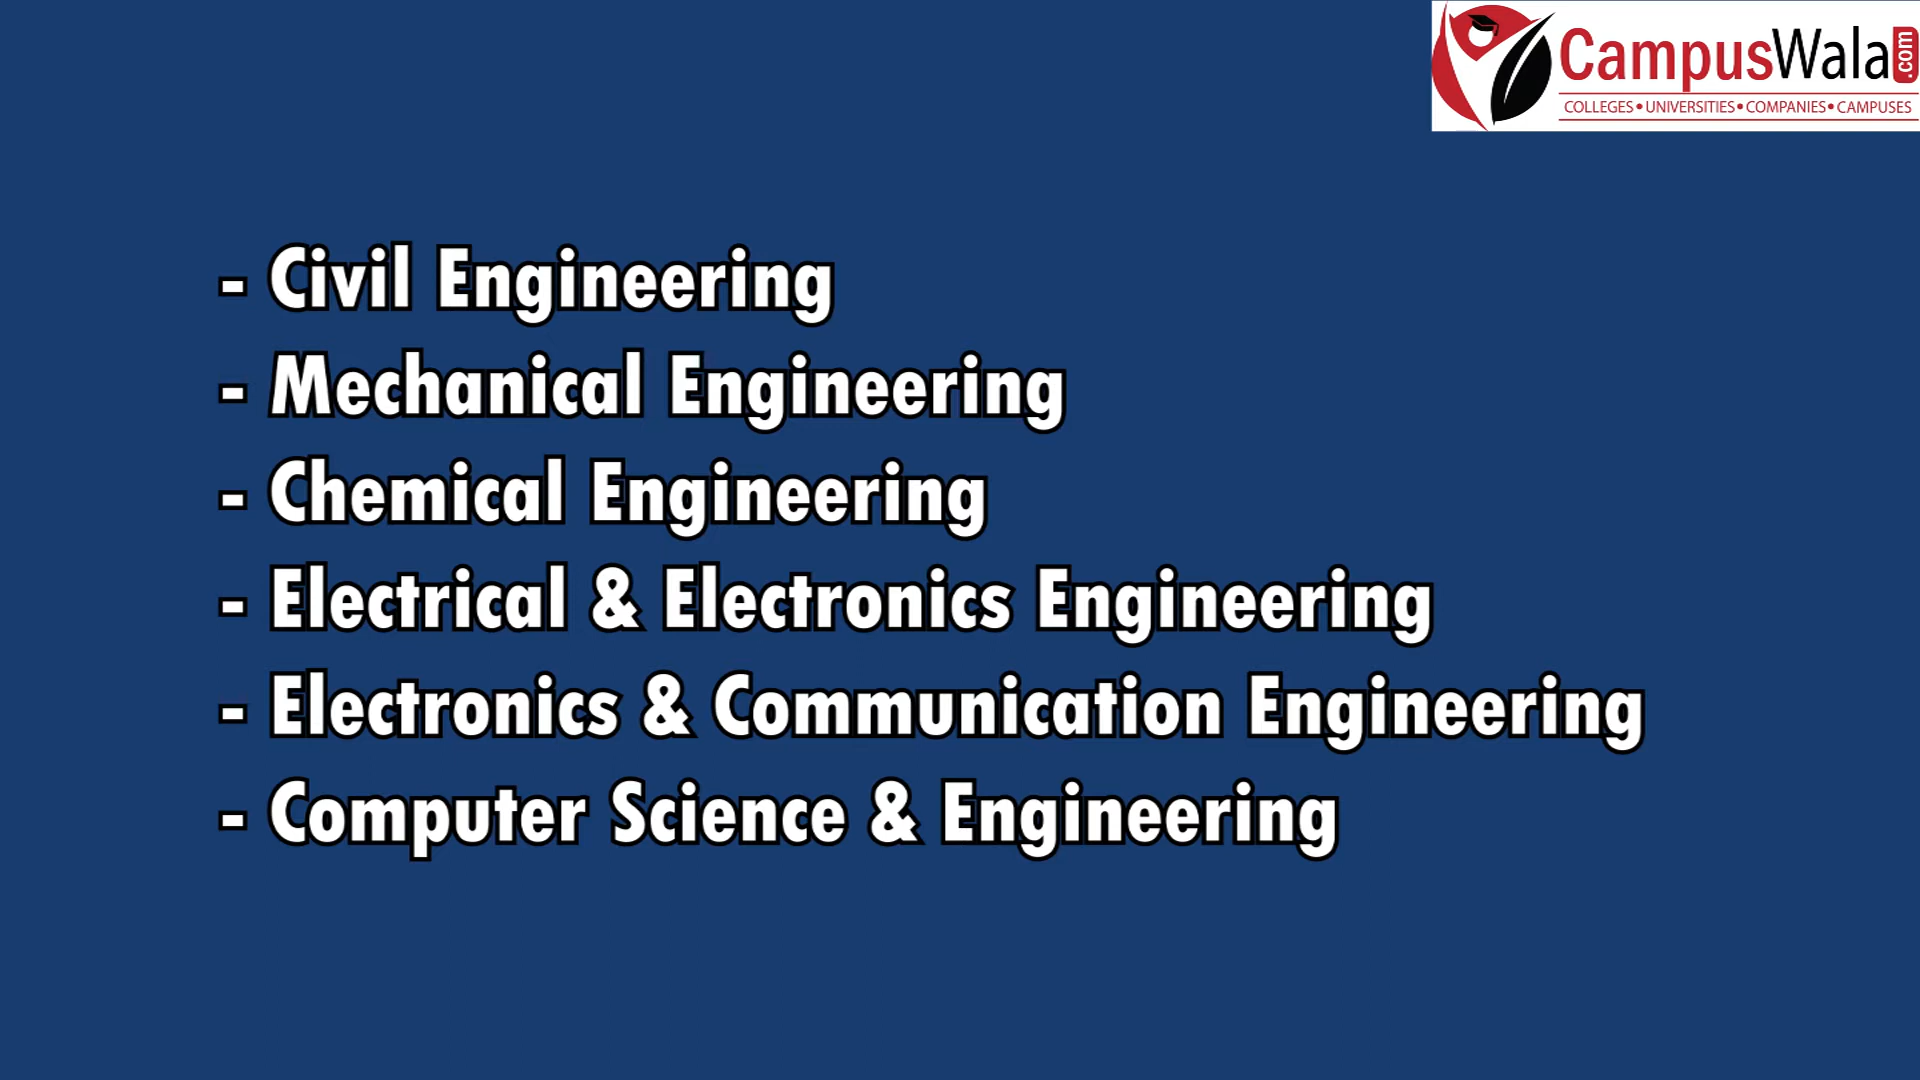 CampusWala.com
COLLEGES • UNIVERSITIES • COMPANIES • CAMPUSES
- Civil Engineering
- Mechanical Engineering
- Chemical Engineering
- Electrical & Electronics Engineering
- Electronics & Communication Engineering
- Computer Science & Engineering